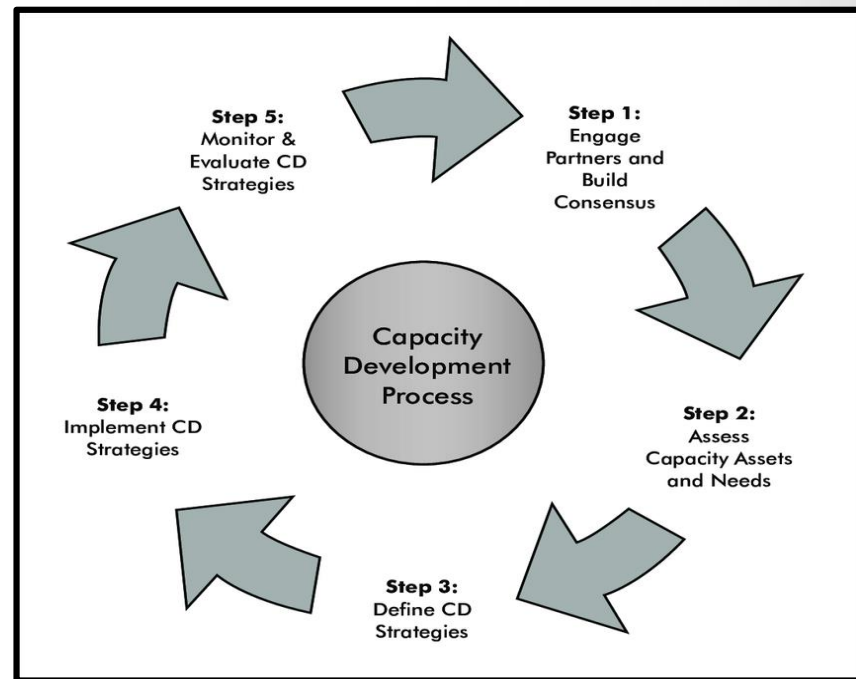 Step 1:
Engage
Partners and
Build
Consensus
Step 2:
Assess
Capacity Assets
and Needs
Step 3:
Define CD
Strategies
Step 4:
Implement CD
Strategies
Step 5:
Monitor &
Evaluate CD
Strategies
Capacity
Development
Process